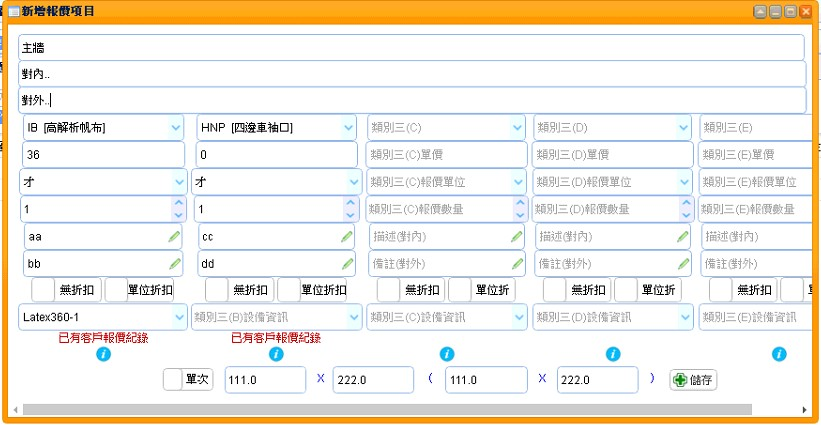 新增報價項目
主牆
對內..
對外..
IB [高解析帆布] HNP [四邊車袖口] 類別三(C) 類別三(D) 類別三(E)
36 0 類別三(C)單價 類別三(D)單價 類別三(E)單價
才 才 類別三(C)報價單位 類別三(D)報價單位 類別三(E)報價單位
1 1 類別三(C)報價數量 類別三(D)報價數量 類別三(E)報價數量
aa cc 描述(對內) 描述(對內) 描述(對內)
bb dd 備註(對外) 備註(對外) 備註(對外)
無折扣 單位折扣 無折扣 單位折扣 無折扣 單位折 無折扣 單位折 無折扣
Latex360-1 類別三(B)設備資訊 類別三(C)設備資訊 類別三(D)設備資訊 類別三(E)設備資訊
已有客戶報價紀錄 已有客戶報價紀錄
單次 111.0 X 222.0 ( 111.0 X 222.0 ) 儲存